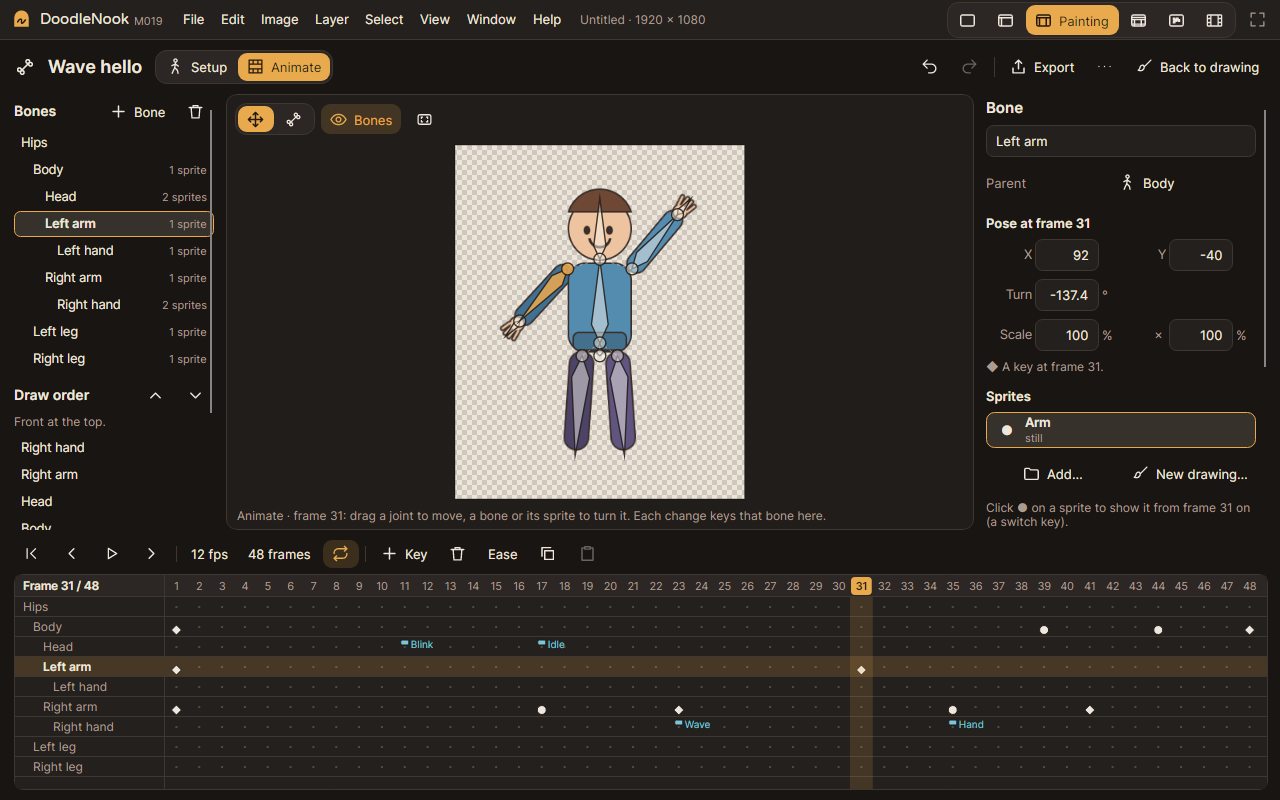 DoodleNook M019 File Edit Image Layer Select View Window Help Untitled · 1920 × 1080 Painting
Wave hello Setup Animate Export ··· Back to drawing
Bones + Bone
Hips
Body 1 sprite
Head 2 sprites
Left arm 1 sprite
Left hand 1 sprite
Right arm 1 sprite
Right hand 2 sprites
Left leg 1 sprite
Right leg 1 sprite
Draw order
Front at the top.
Right hand
Right arm
Head
Body
Bones
Animate · frame 31: drag a joint to move, a bone or its sprite to turn it. Each change keys that bone here.
Bone
Left arm
Parent Body
Pose at frame 31
X 92 Y -40
Turn -137.4 °
Scale 100 % × 100 %
◆ A key at frame 31.
Sprites
Arm
still
Add... New drawing...
Click ● on a sprite to show it from frame 31 on
(a switch key).
12 fps 48 frames + Key Ease
Frame 31 / 48 1 2 3 4 5 6 7 8 9 10 11 12 13 14 15 16 17 18 19 20 21 22 23 24 25 26 27 28 29 30 31 32 33 34 35 36 37 38 39 40 41 42 43 44 45 46 47 48
Hips
Body
Head Blink Idle
Left arm
Left hand
Right arm
Right hand Wave Hand
Left leg
Right leg